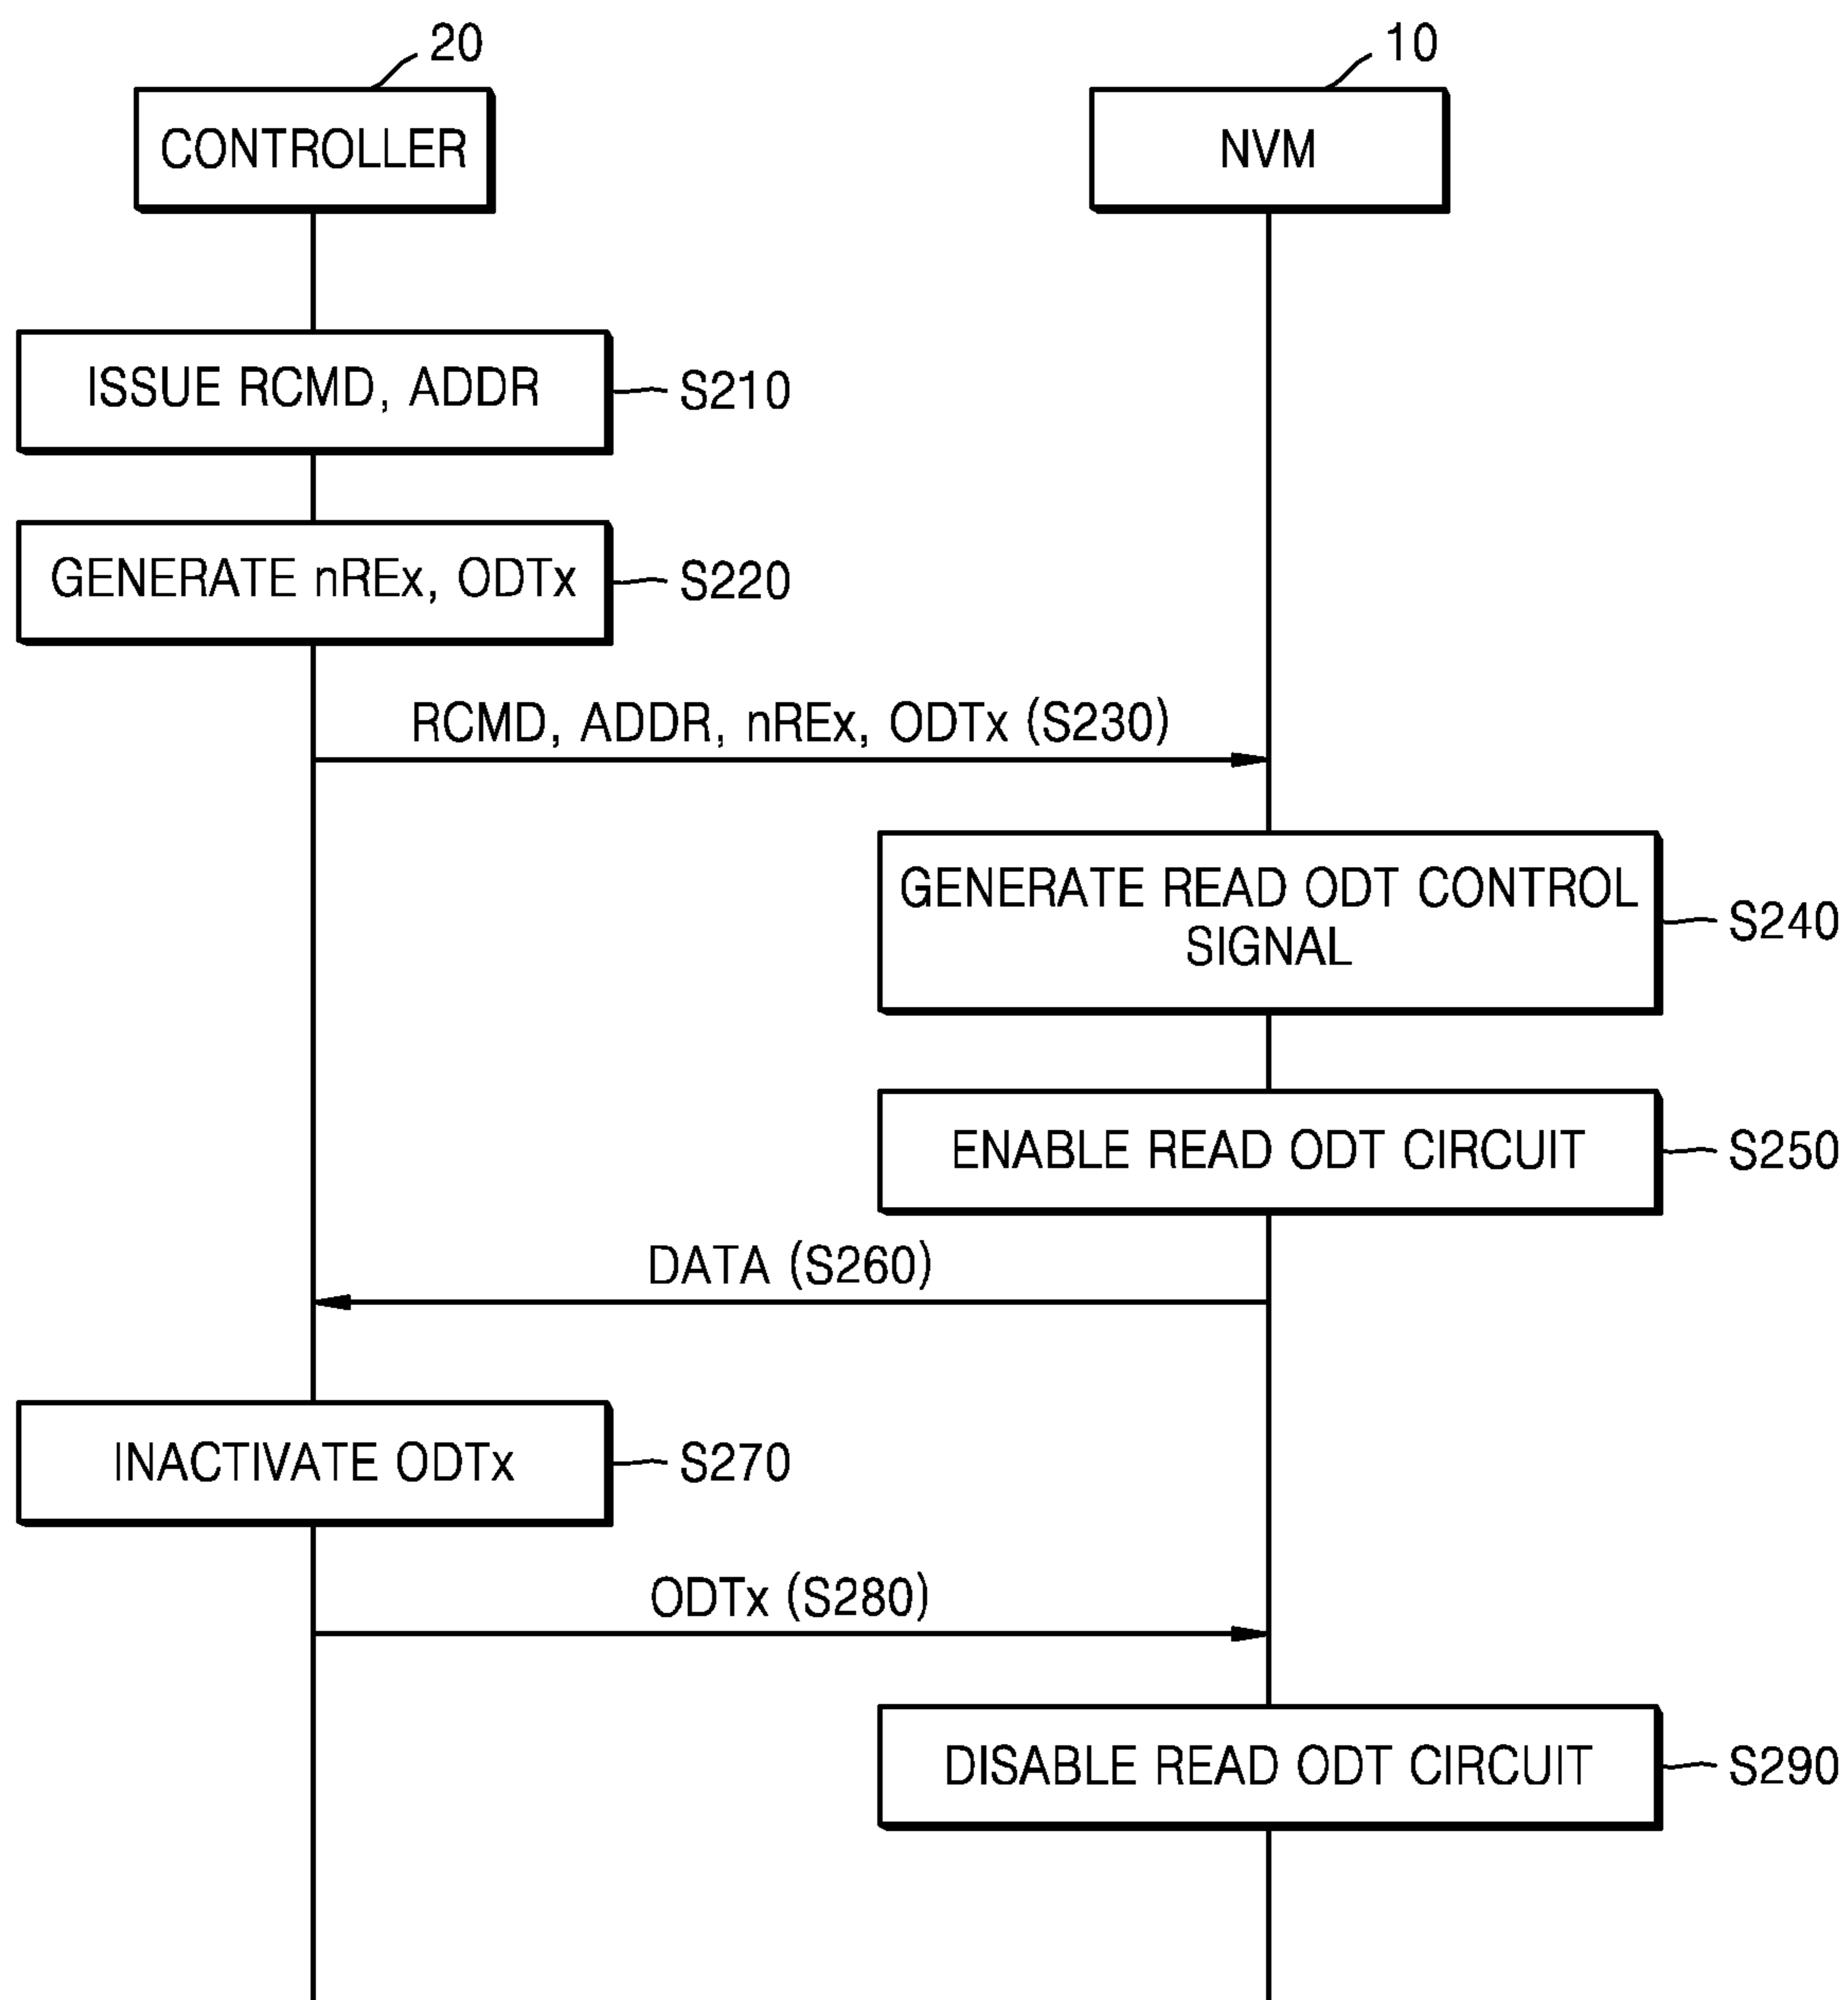 20
10
CONTROLLER
NVM
ISSUE RCMD, ADDR
S210
GENERATE nREx, ODTx
S220
RCMD, ADDR, nREx, ODTx (S230)
GENERATE READ ODT CONTROL
SIGNAL
S240
ENABLE READ ODT CIRCUIT
S250
DATA (S260)
INACTIVATE ODTx
S270
ODTx (S280)
DISABLE READ ODT CIRCUIT
S290